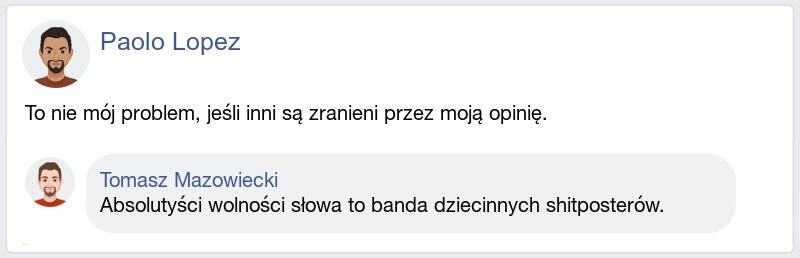 Paolo Lopez
To nie mój problem, jeśli inni są zranieni przez moją opinię.
Tomasz Mazowiecki
Absolutyści wolności słowa to banda dziecinnych shitposterów.